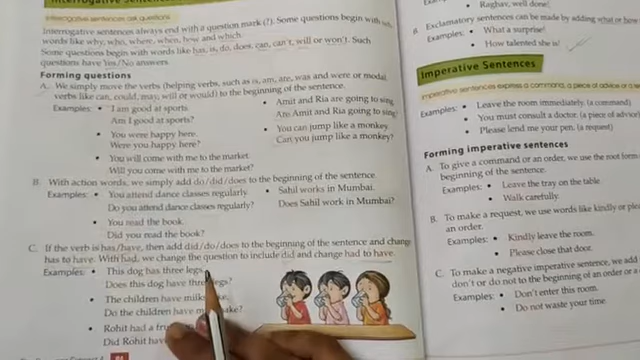 Interrogative sentences ask questions
Interrogative sentences always end with a question mark (?). Some questions begin with
words like why, who, where, when, how and which.
Some questions begin with words like has, is, do, does, can, can't, will or won't. Such
questions have Yes/No answers.
Forming questions
A. We simply move the verbs (helping verbs, such as is, am, are, was and were or modal
verbs like can, could, may, will or would) to the beginning of the sentence.
Examples: • I am good at sports.
Am I good at sports?
• You were happy here.
Were you happy here?
• You will come with me to the market.
Will you come with me to the market?
• Amit and Ria are going to sing
Are Amit and Ria going to sing
• You can jump like a monkey.
Can you jump like a monkey?
B. With action words, we simply add do/did/does to the beginning of the sentence.
Examples: • You attend dance classes regularly.
Do you attend dance classes regularly?
• You read the book.
Did you read the book?
• Sahil works in Mumbai.
Does Sahil work in Mumbai?
C. If the verb is has/have, then add did/do/does to the beginning of the sentence and change
has to have. With had, we change the question to include did and change had to have.
Examples: • This dog has three legs.
Does this dog have three legs?
• The children have
Do the children have
• Rohit had a
Did Rohit
• Raghav, well done!
B. Exclamatory sentences can be made by adding what or how
Examples: • What a surprise!
• How talented she is!
Imperative Sentences
Imperative sentences express a command, a piece of advice or a
Examples: • Leave the room immediately. (a command)
• You must consult a doctor. (a piece of advice)
• Please lend me your pen. (a request)
Forming imperative sentences
A. To give a command or an order, we use the root form
beginning of the sentence.
Examples: • Leave the tray on the table.
• Walk carefully.
B. To make a request, we use words like kindly or
an order.
Examples: • Kindly leave the room.
• Please close that door.
C. To make a negative imperative sentence, we add
don't or do not to the beginning of an order or a
Examples: • Don't enter this room.
• Do not waste your time.